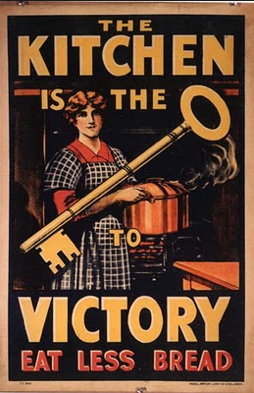 THE
KITCHEN
IS THE
TO
VICTORY
EAT LESS BREAD